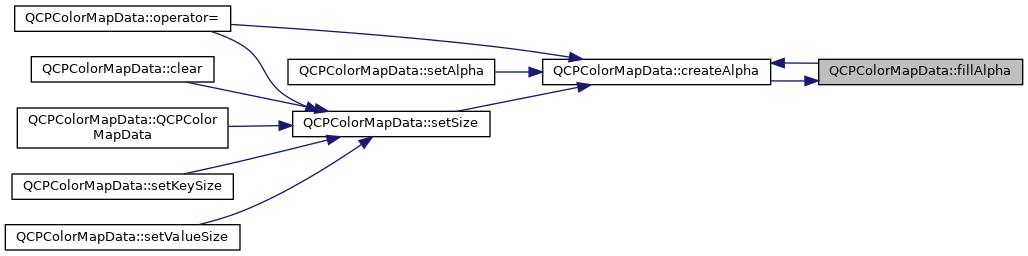 QCPColorMapData::operator=
QCPColorMapData::clear
QCPColorMapData::setAlpha
QCPColorMapData::createAlpha
QCPColorMapData::fillAlpha
QCPColorMapData::QCPColor
MapData
QCPColorMapData::setSize
QCPColorMapData::setKeySize
QCPColorMapData::setValueSize